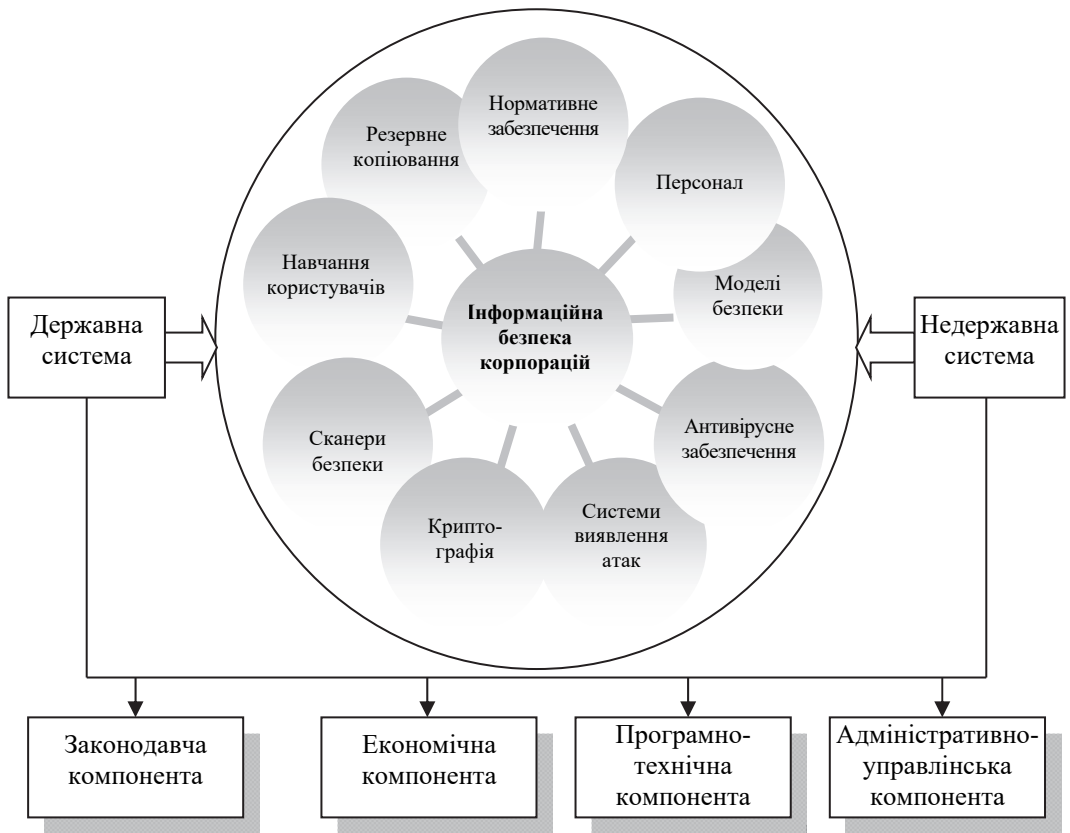 Нормативне
забезпечення
Резервне
копіювання
Персонал
Навчання
користувачів
Моделі
безпеки
Інформаційна
безпека
корпорацій
Державна
система
Недержавна
система
Сканери
безпеки
Антивірусне
забезпечення
Крипто-
графія
Системи
виявлення
атак
Законодавча
компонента
Економічна
компонента
Програмно-
технічна
компонента
Адміністративно-
управлінська
компонента